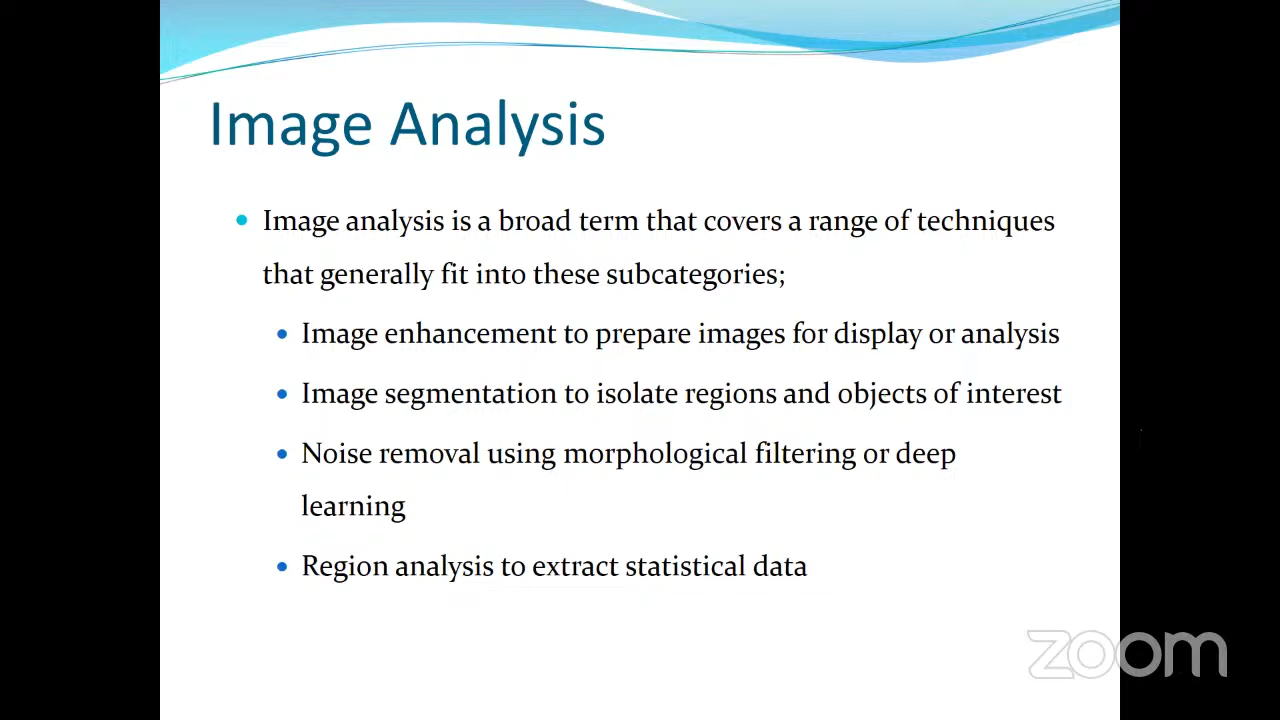 Image Analysis
Image analysis is a broad term that covers a range of techniques
that generally fit into these subcategories;
Image enhancement to prepare images for display or analysis
Image segmentation to isolate regions and objects of interest
Noise removal using morphological filtering or deep
learning
Region analysis to extract statistical data
zoom